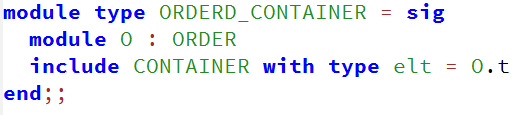 module type ORDERD_CONTAINER = sig
  module O : ORDER
  include CONTAINER with type elt = O.t
end;;